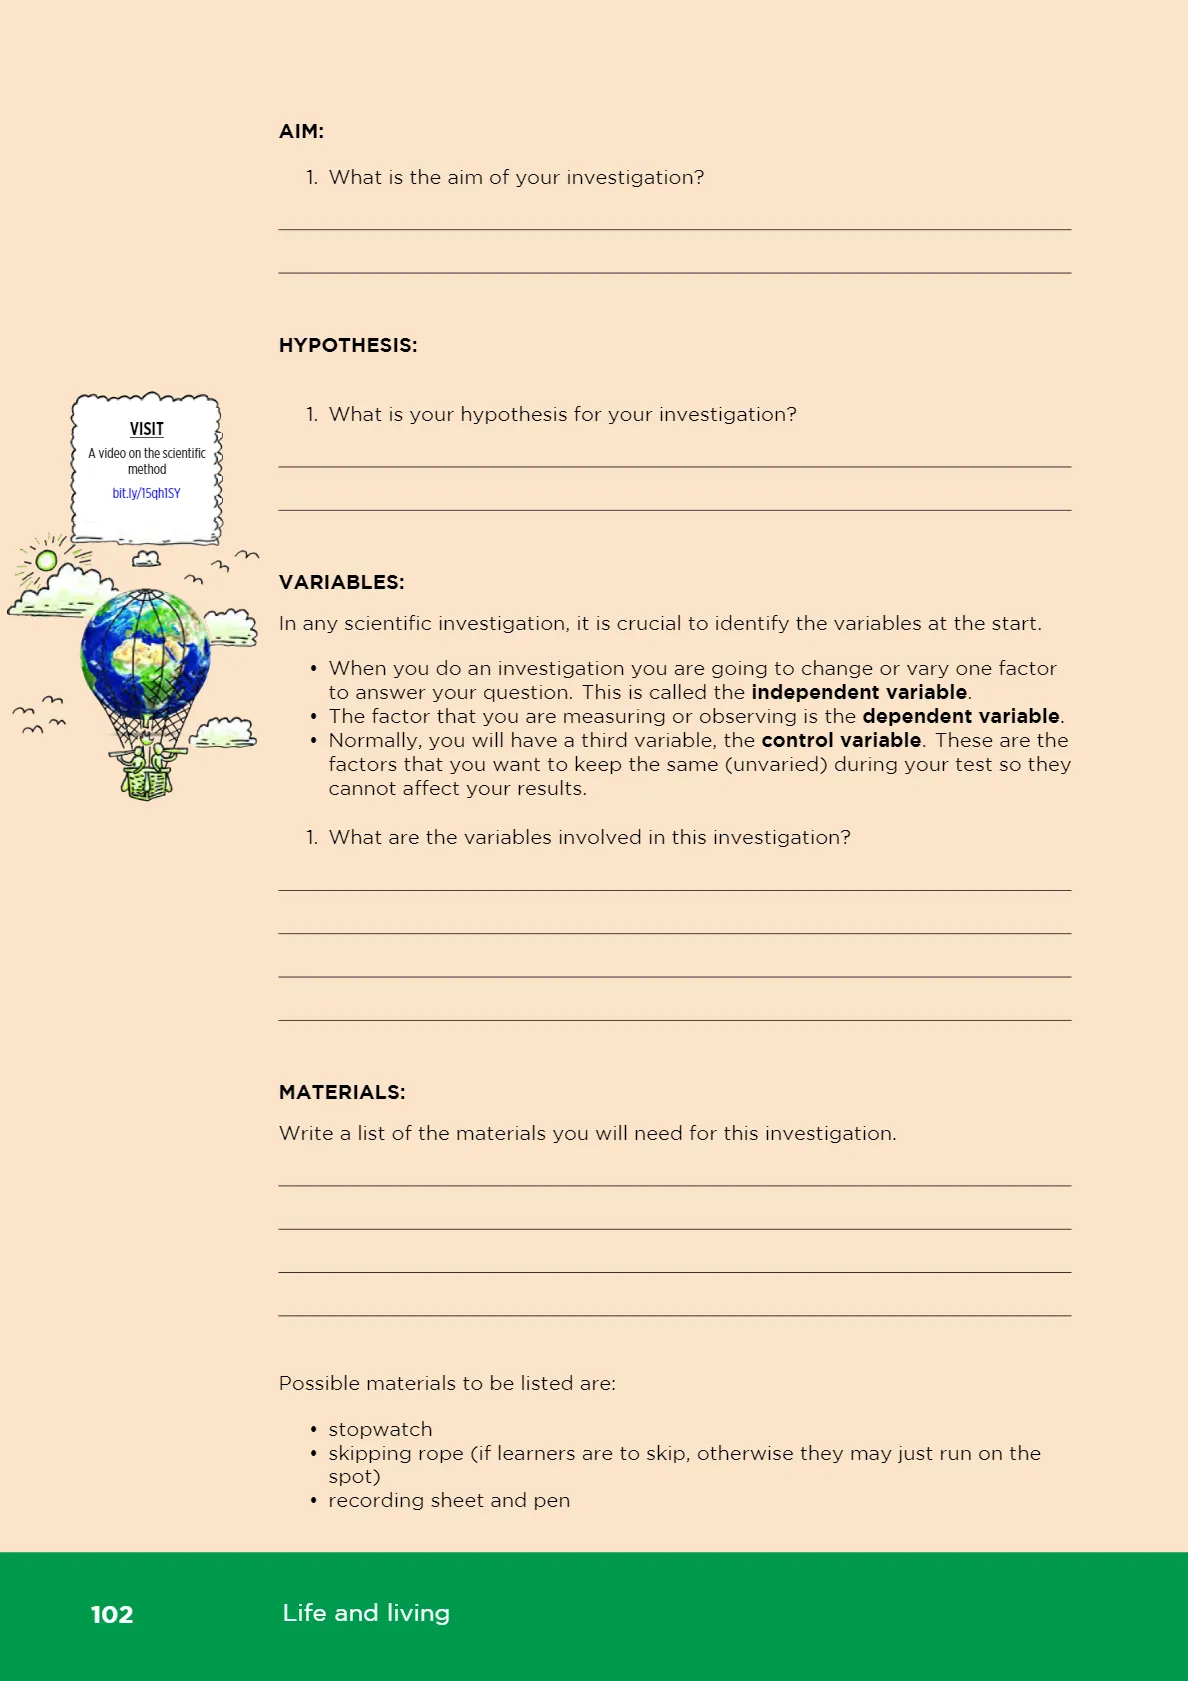 AIM:
1. What is the aim of your investigation?
HYPOTHESIS:
1. What is your hypothesis for your investigation?
VISIT
A video on the scientific
method
bit.ly/15qh1SY
VARIABLES:
In any scientific investigation, it is crucial to identify the variables at the start.
• When you do an investigation you are going to change or vary one factor
to answer your question. This is called the independent variable.
• The factor that you are measuring or observing is the dependent variable.
• Normally, you will have a third variable, the control variable. These are the
factors that you want to keep the same (unvaried) during your test so they
cannot affect your results.
1. What are the variables involved in this investigation?
MATERIALS:
Write a list of the materials you will need for this investigation.
Possible materials to be listed are:
• stopwatch
• skipping rope (if learners are to skip, otherwise they may just run on the
spot)
• recording sheet and pen
102 Life and living